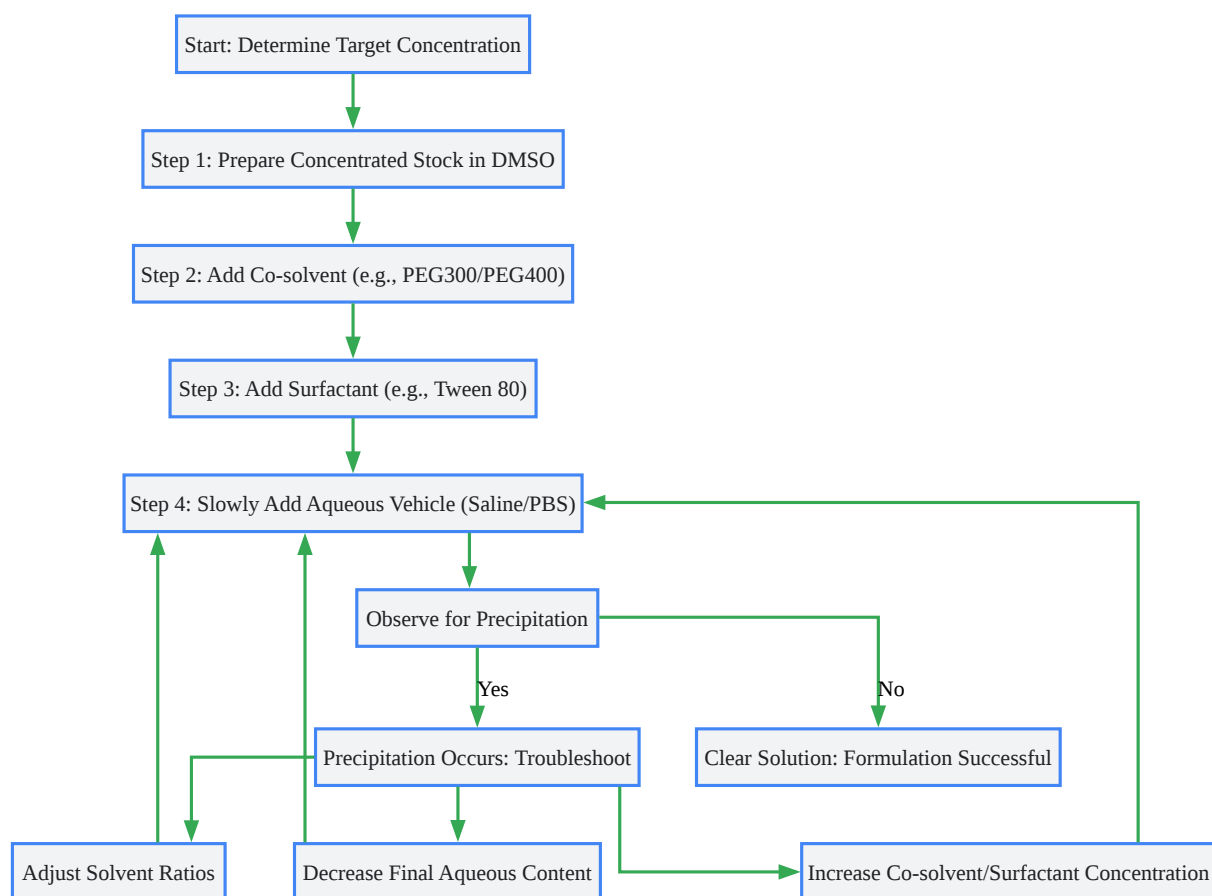 Start: Determine Target Concentration
Step 1: Prepare Concentrated Stock in DMSO
Step 2: Add Co-solvent (e.g., PEG300/PEG400)
Step 3: Add Surfactant (e.g., Tween 80)
Step 4: Slowly Add Aqueous Vehicle (Saline/PBS)
Observe for Precipitation
Yes
No
Precipitation Occurs: Troubleshoot
Clear Solution: Formulation Successful
Adjust Solvent Ratios
Decrease Final Aqueous Content
Increase Co-solvent/Surfactant Concentration